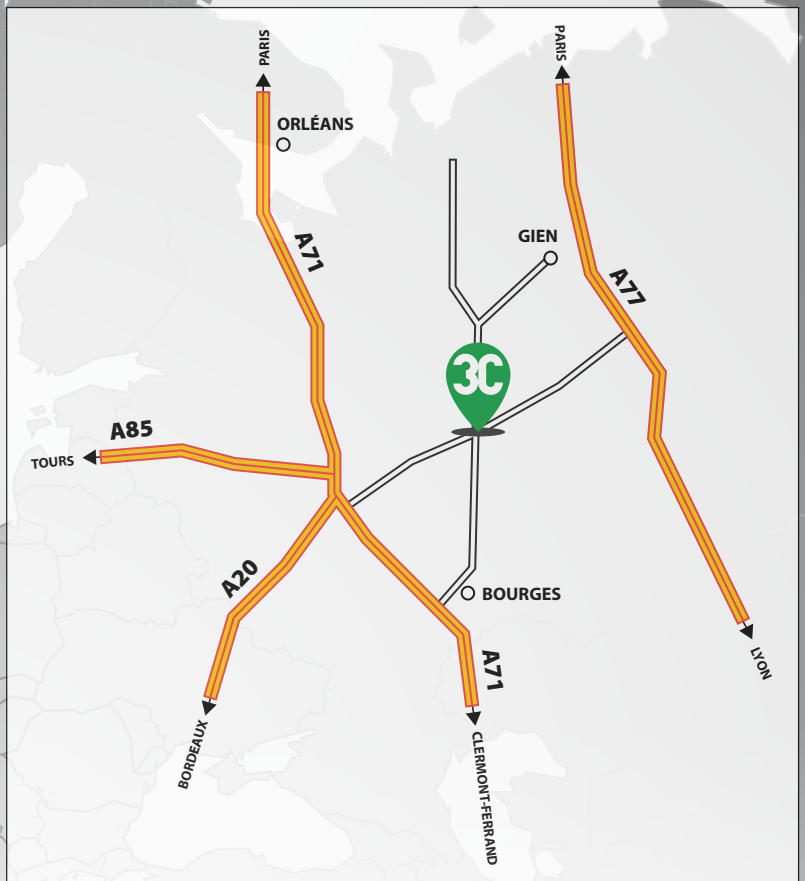 PARIS
PARIS
ORLÉANS
GIEN
A71
A77
3C
A85
TOURS
A20
BOURGES
A71
LYON
BORDEAUX
CLERMONT-FERRAND